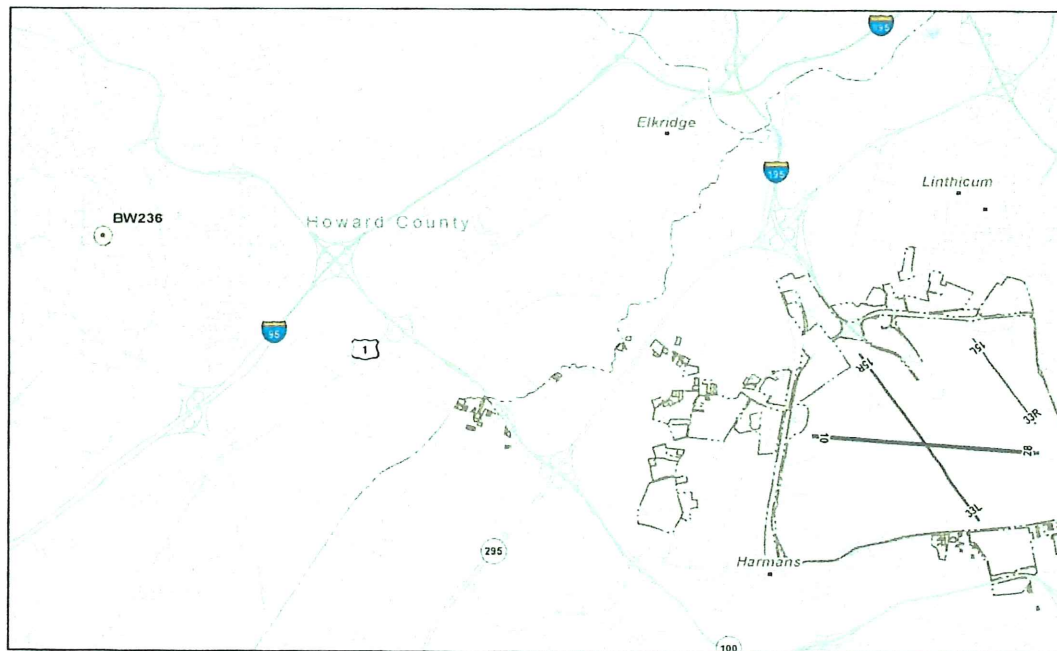 195
Elkridge
195
Linthicum
BW236
Howard County
95
1
15L
15R
33R
10
28
33L
295
Harmans
100